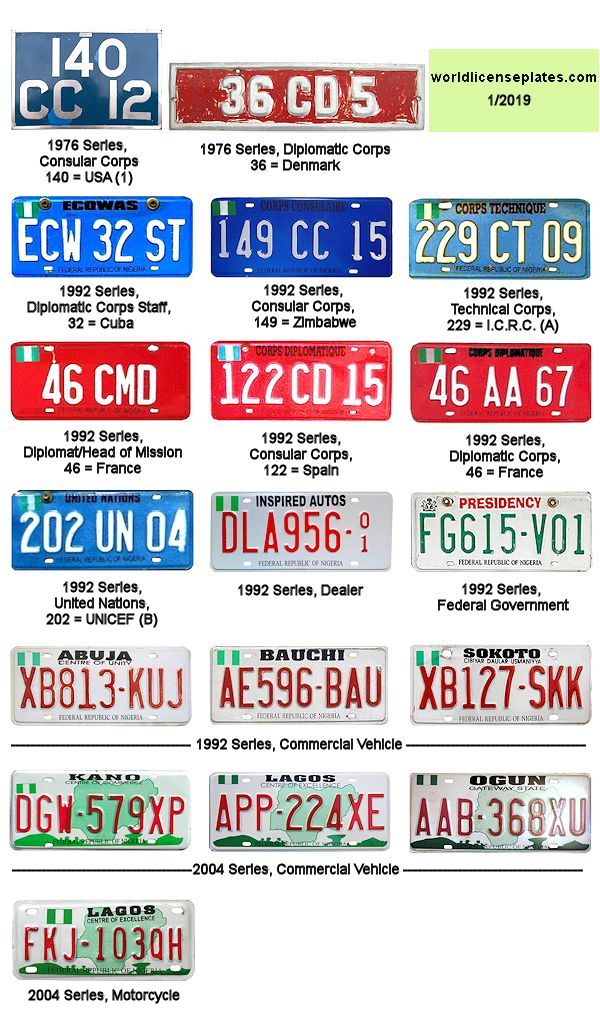 140
CC 12
36 CD 5
worldlicenseplates.com
1/2019
1976 Series,
Consular Corps
140 = USA (1)
1976 Series, Diplomatic Corps
36 = Denmark
ECOWAS
ECW 32 ST
FEDERAL REPUBLIC OF NIGERIA
CORPS CONSULAIRE
149 CC 15
FEDERAL REPUBLIC OF NIGERIA
CORPS TECHNIQUE
229 CT 09
FEDERAL REPUBLIC OF NIGERIA
1992 Series,
Diplomatic Corps Staff,
32 = Cuba
1992 Series,
Consular Corps,
149 = Zimbabwe
1992 Series,
Technical Corps,
229 = I.C.R.C. (A)
46 CMD
FEDERAL REPUBLIC OF NIGERIA
CORPS DIPLOMATIQUE
122 CD 15
FEDERAL REPUBLIC OF NIGERIA
CORPS DIPLOMATIQUE
46 AA 67
FEDERAL REPUBLIC OF NIGERIA
1992 Series,
Diplomat/Head of Mission
46 = France
1992 Series,
Consular Corps,
122 = Spain
1992 Series,
Diplomatic Corps,
46 = France
UNITED NATIONS
202 UN 04
FEDERAL REPUBLIC OF NIGERIA
INSPIRED AUTOS
DLA956-01
FEDERAL REPUBLIC OF NIGERIA
PRESIDENCY
FG615-V01
FEDERAL REPUBLIC OF NIGERIA
1992 Series,
United Nations,
202 = UNICEF (B)
1992 Series, Dealer
1992 Series,
Federal Government
ABUJA
CENTRE OF UNITY
XB813-KUJ
FEDERAL REPUBLIC OF NIGERIA
BAUCHI
AE596-BAU
FEDERAL REPUBLIC OF NIGERIA
SOKOTO
CIBIYAR DAULAR USMANIYYA
XB127-SKK
FEDERAL REPUBLIC OF NIGERIA
1992 Series, Commercial Vehicle
KANO
CENTRE OF COMMERCE
DGW-579XP
FEDERAL REPUBLIC OF NIGERIA
LAGOS
CENTRE OF EXCELLENCE
APP-224XE
FEDERAL REPUBLIC OF NIGERIA
OGUN
GATEWAY STATE
AAB-368XU
2004 Series, Commercial Vehicle
LAGOS
CENTRE OF EXCELLENCE
FKJ-103QH
FEDERAL REPUBLIC OF NIGERIA
2004 Series, Motorcycle